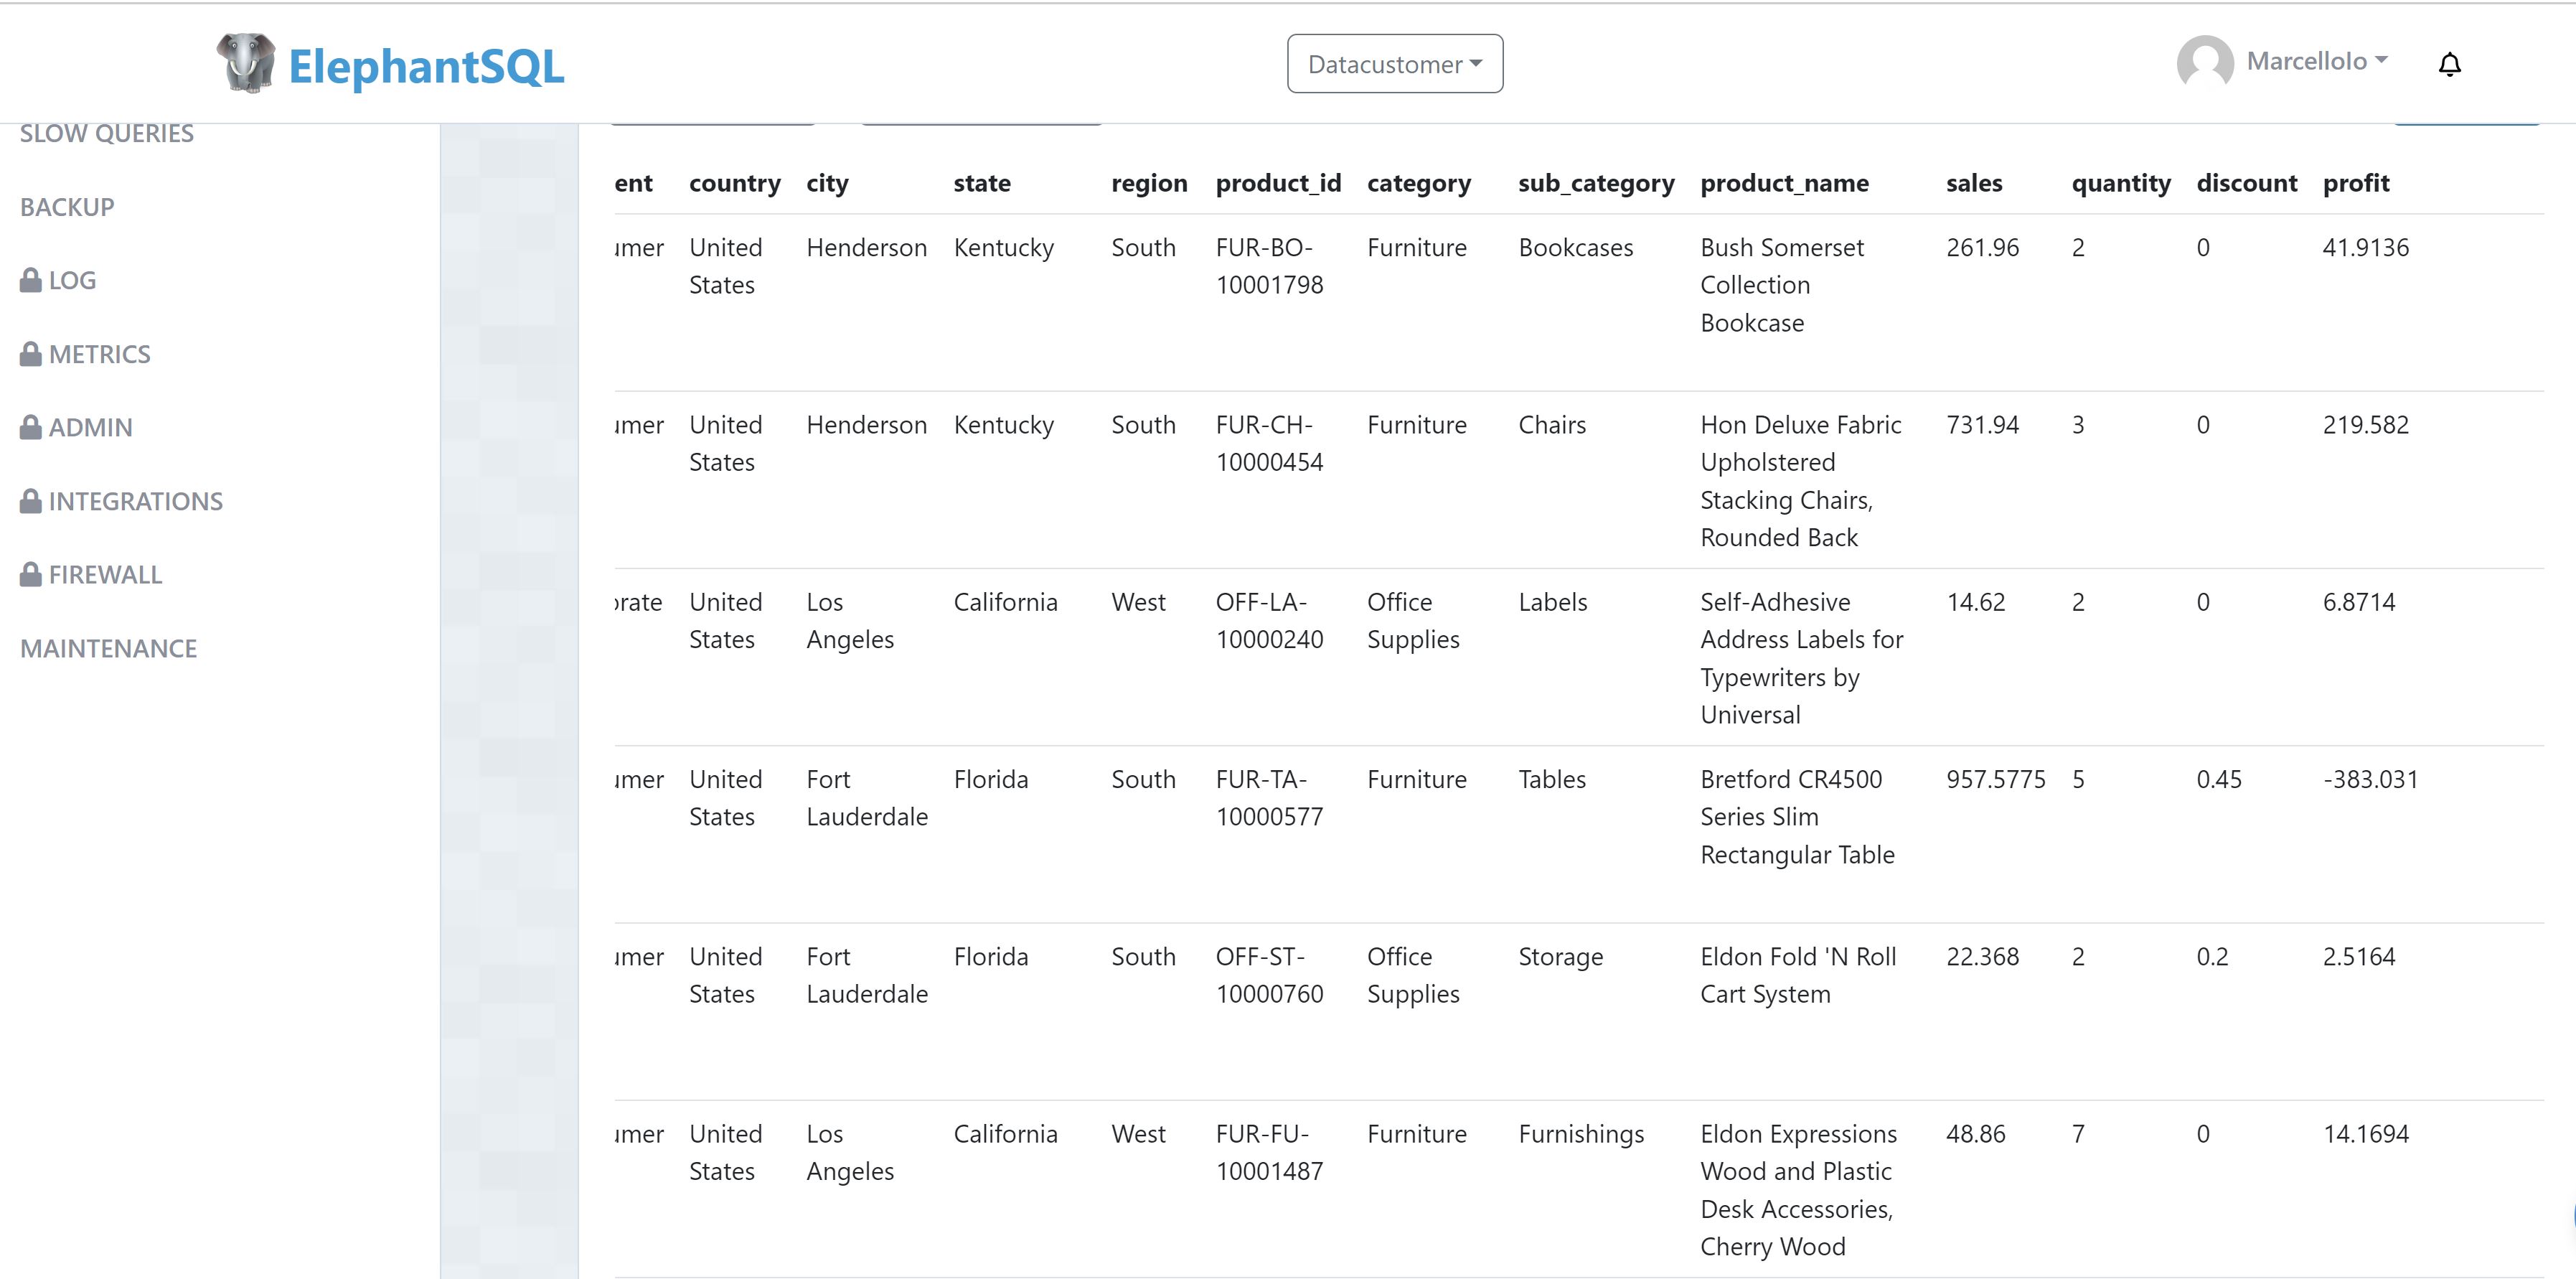 ElephantSQL
Datacustomer
Marcellolo
SLOW QUERIES
BACKUP
LOG
METRICS
ADMIN
INTEGRATIONS
FIREWALL
MAINTENANCE
ent country city state region product_id category sub_category product_name sales quantity discount profit
umer United Henderson Kentucky South FUR-BO- Furniture Bookcases Bush Somerset 261.96 2 0 41.9136
States 10001798 Collection
Bookcase
umer United Henderson Kentucky South FUR-CH- Furniture Chairs Hon Deluxe Fabric 731.94 3 0 219.582
States 10000454 Upholstered
Stacking Chairs,
Rounded Back
orate United Los California West OFF-LA- Office Labels Self-Adhesive 14.62 2 0 6.8714
States Angeles 10000240 Supplies Address Labels for
Typewriters by
Universal
umer United Fort Florida South FUR-TA- Furniture Tables Bretford CR4500 957.5775 5 0.45 -383.031
States Lauderdale 10000577 Series Slim
Rectangular Table
umer United Fort Florida South OFF-ST- Office Storage Eldon Fold 'N Roll 22.368 2 0.2 2.5164
States Lauderdale 10000760 Supplies Cart System
umer United Los California West FUR-FU- Furniture Furnishings Eldon Expressions 48.86 7 0 14.1694
States Angeles 10001487 Wood and Plastic
Desk Accessories,
Cherry Wood